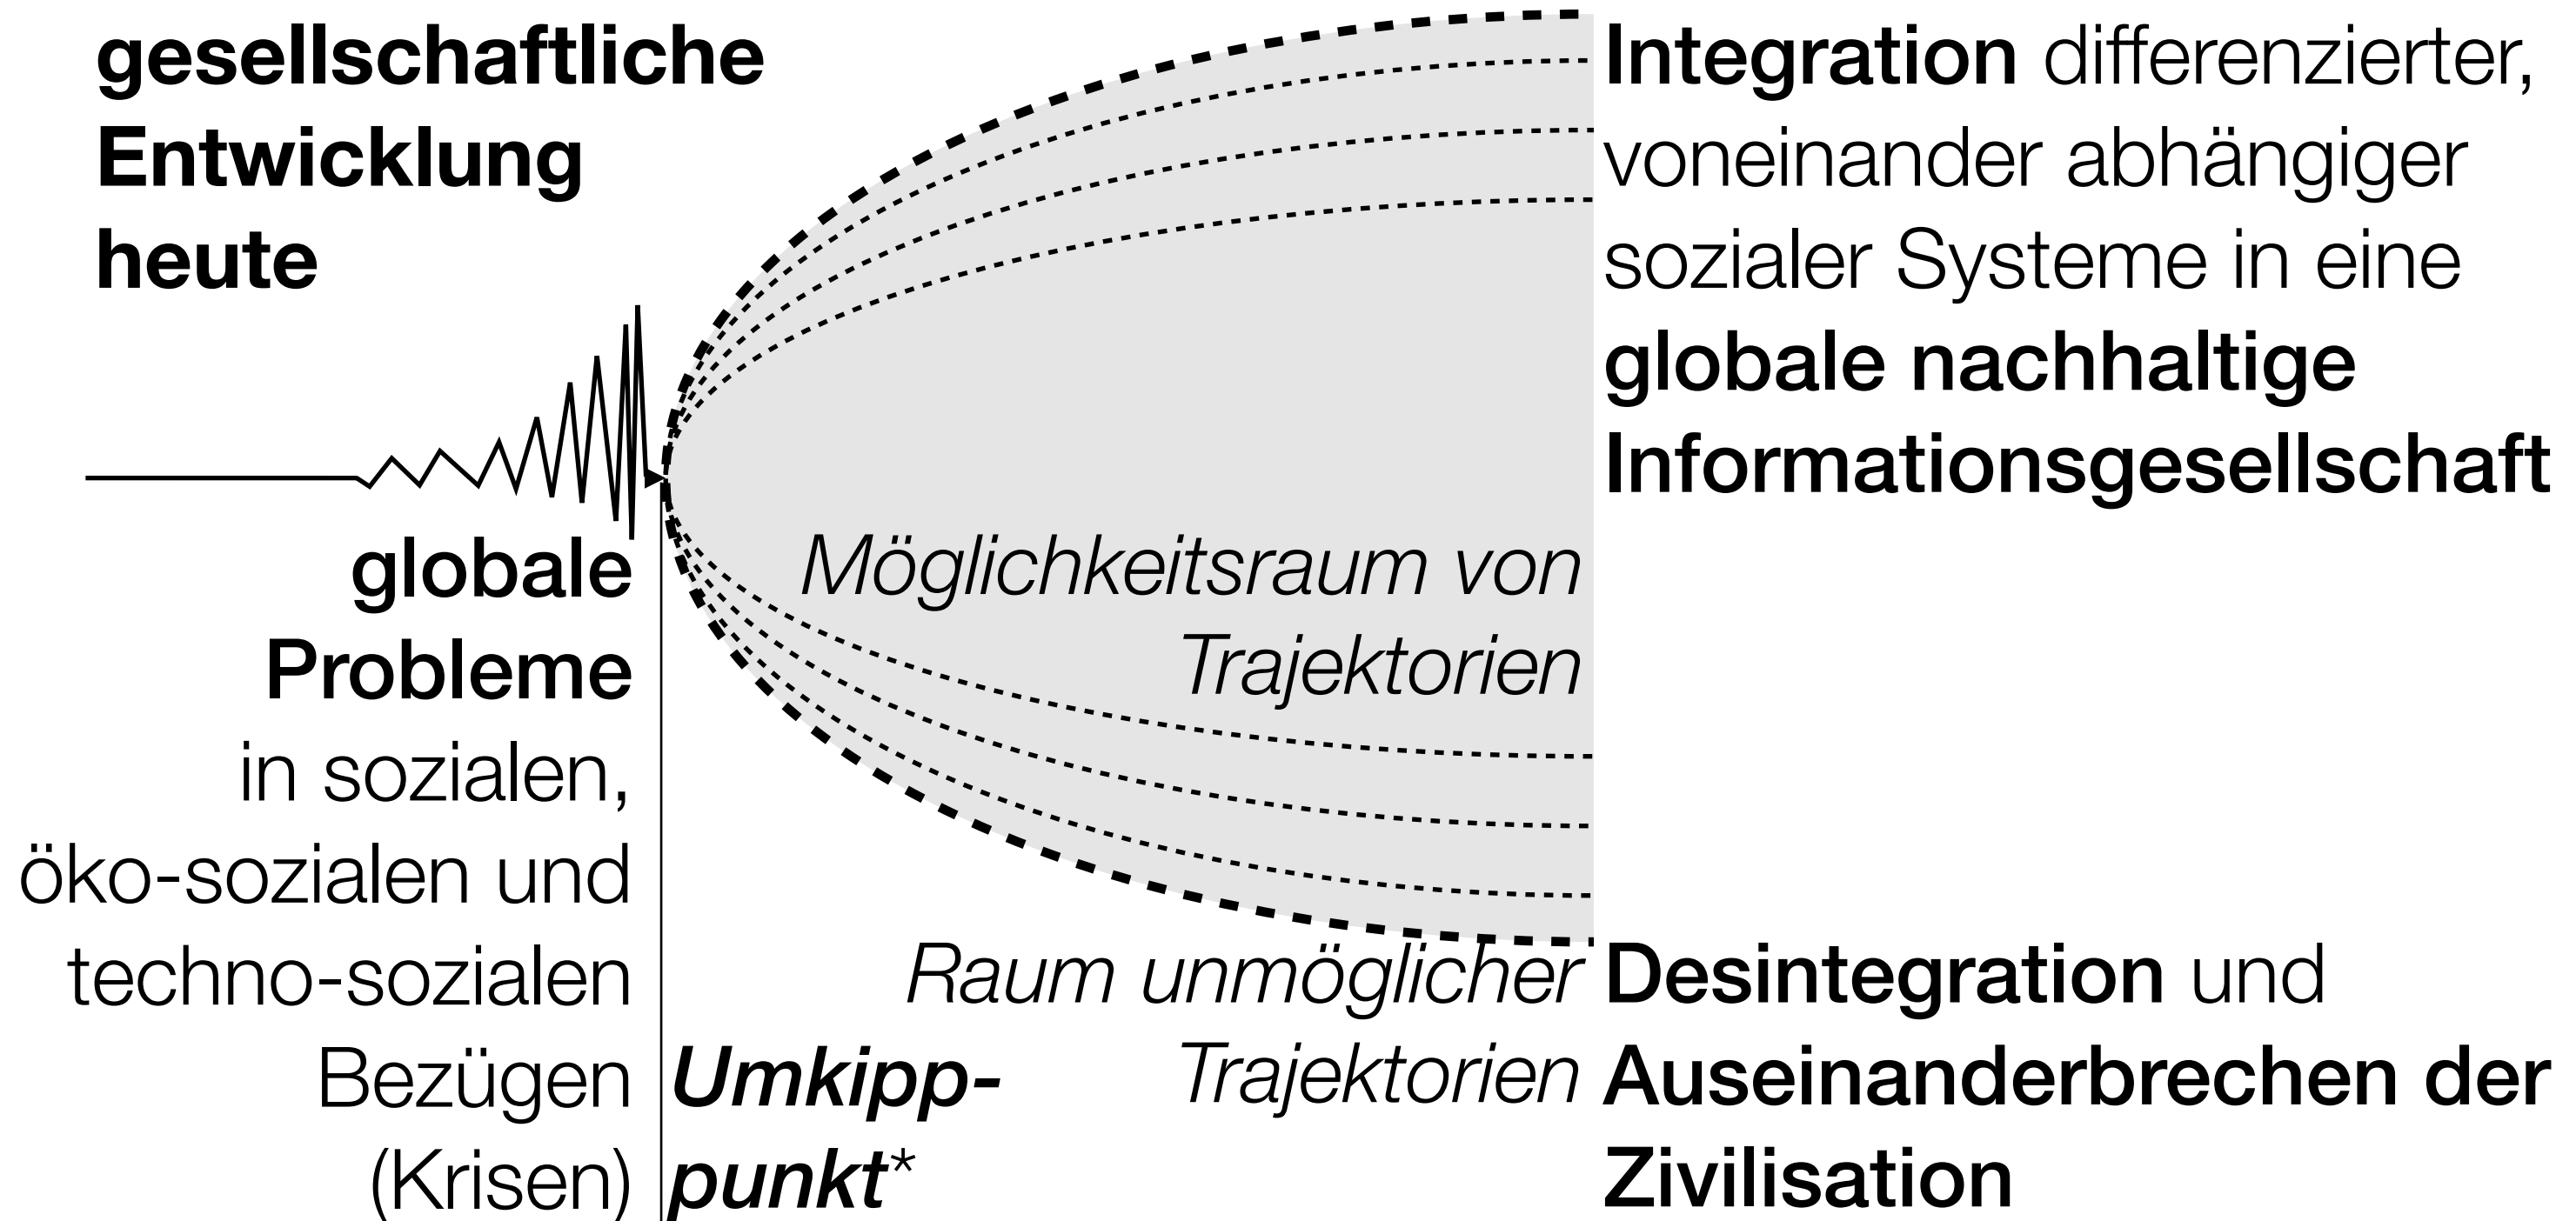 gesellschaftliche
Entwicklung
heute
globale
Probleme
in sozialen,
öko-sozialen und
techno-sozialen
Bezügen
(Krisen)
Umkipp-
punkt*
Möglichkeitsraum von
Trajektorien
Raum unmöglicher
Trajektorien
Integration differenzierter,
voneinander abhängiger
sozialer Systeme in eine
globale nachhaltige
Informationsgesellschaft
Desintegration und
Auseinanderbrechen der
Zivilisation